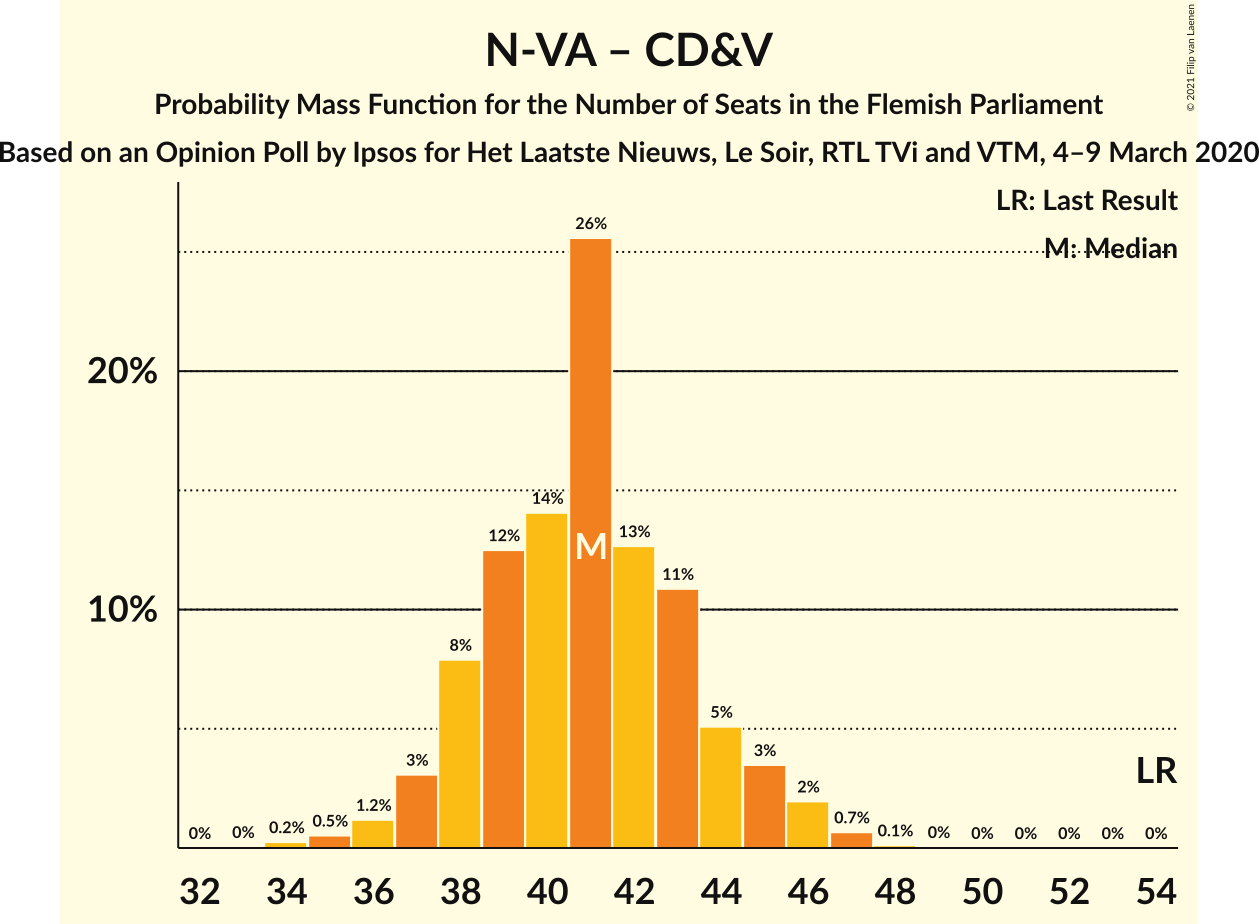 N-VA – CD&V
Probability Mass Function for the Number of Seats in the Flemish Parliament
Based on an Opinion Poll by Ipsos for Het Laatste Nieuws, Le Soir, RTL TVi and VTM, 4–9 March 2020
© 2021 Filip van Laenen
LR: Last Result
M: Median
26%
20%
14%
12%
M
13%
11%
10%
8%
5%
3%
3%
2%
LR
1.2%
0.5%
0.2%
0.7%
0.1%
0% 0%
0% 0% 0% 0% 0% 0%
32 34 36 38 40 42 44 46 48 50 52 54